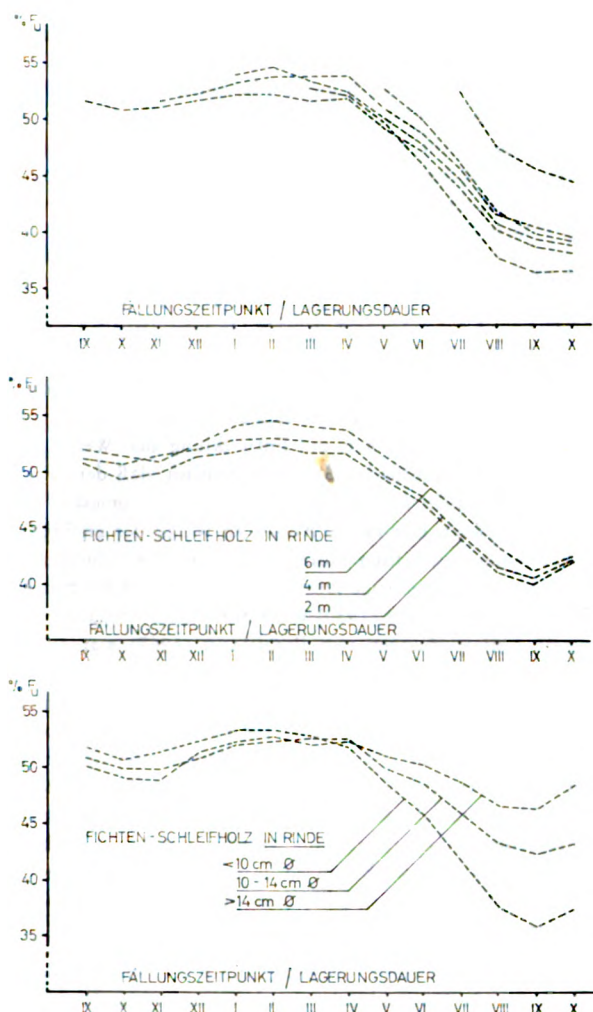 % Fu
55
50
45
40
35
FÄLLUNGSZEITPUNKT / LAGERUNGSDAUER
IX X XI XII I II III IV V VI VII VIII IX X
% Fu
55
50
45
40
FICHTEN-SCHLEIFHOLZ IN RINDE
6 m
4 m
2 m
FÄLLUNGSZEITPUNKT / LAGERUNGSDAUER
IX X XI XII I II III IV V VI VII VIII IX X
% Fu
55
50
45
40
35
FICHTEN-SCHLEIFHOLZ IN RINDE
<10 cm Ø
10 - 14 cm Ø
>14 cm Ø
FÄLLUNGSZEITPUNKT / LAGERUNGSDAUER
IX X XI XII I II III IV V VI VII VIII IX X